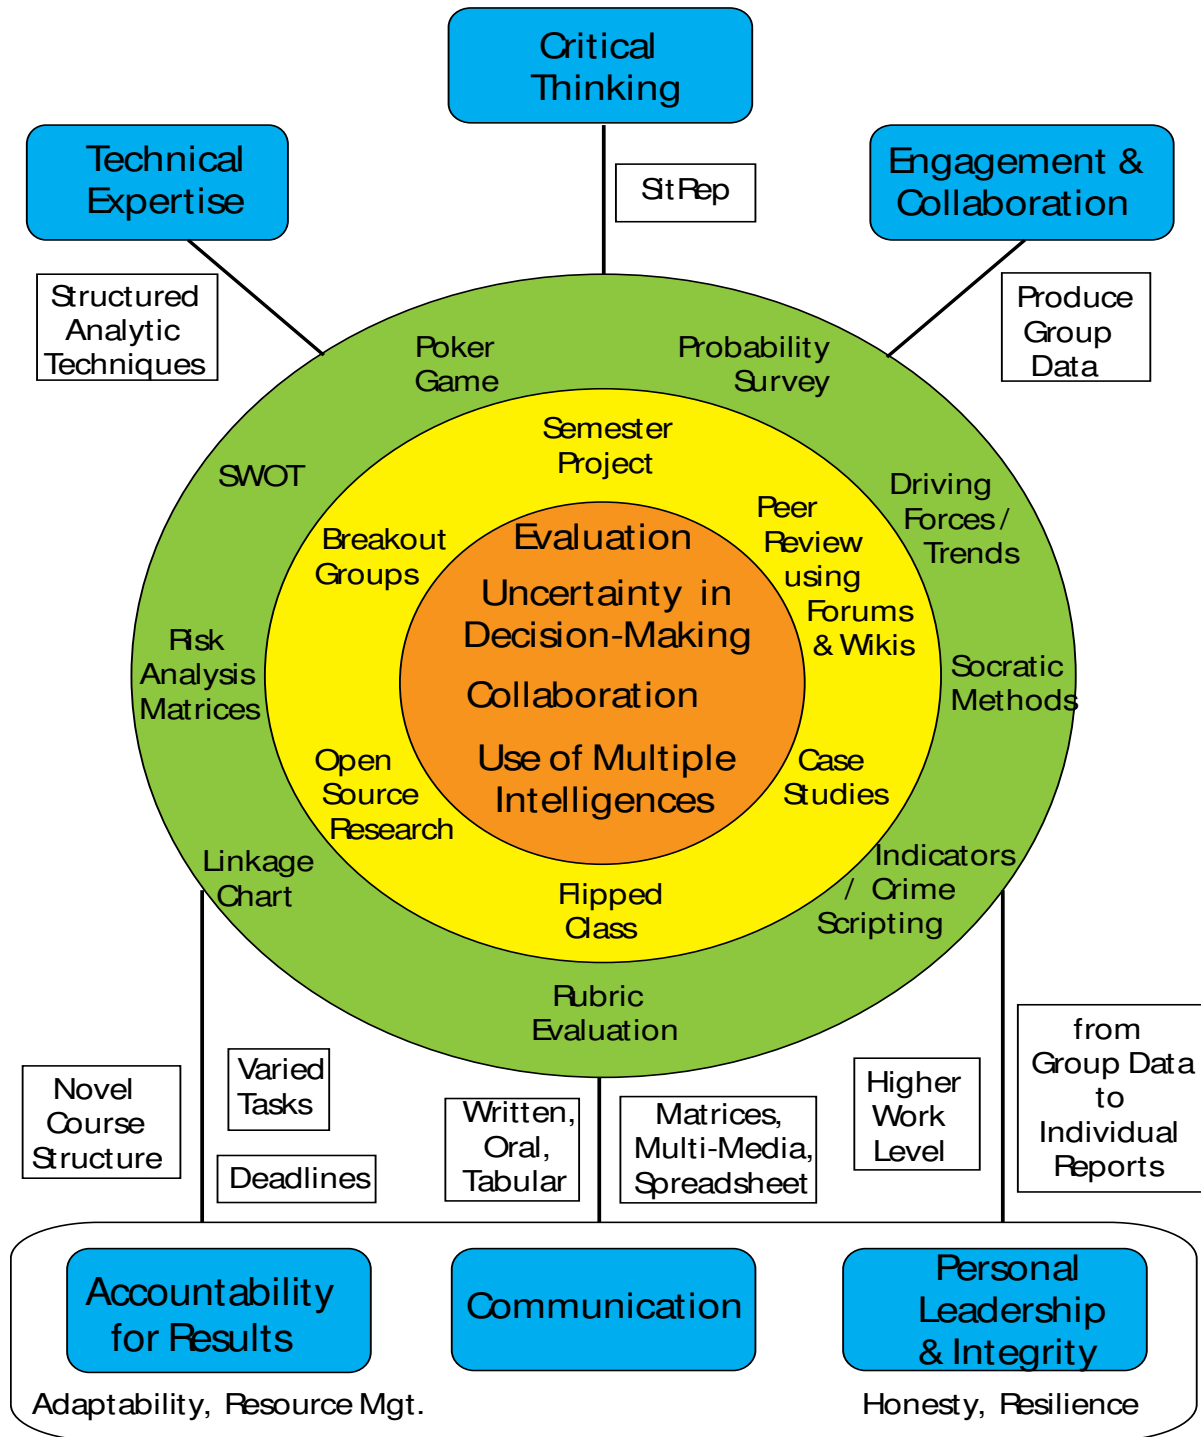 Critical
Thinking
Technical
Expertise
Engagement &
Collaboration
SitRep
Structured
Analytic
Techniques
Produce
Group
Data
Poker
Game
Probability
Survey
SWOT
Driving
Forces/
Trends
Risk
Analysis
Matrices
Socratic
Methods
Linkage
Chart
Indicators
/ Crime
Scripting
Rubric
Evaluation
Semester
Project
Breakout
Groups
Peer
Review
using
Forums
& Wikis
Open
Source
Research
Case
Studies
Flipped
Class
Evaluation
Uncertainty in
Decision-Making
Collaboration
Use of Multiple
Intelligences
Novel
Course
Structure
Varied
Tasks
Deadlines
Written,
Oral,
Tabular
Matrices,
Multi-Media,
Spreadsheet
Higher
Work
Level
from
Group Data
to
Individual
Reports
Accountability
for Results
Communication
Personal
Leadership
& Integrity
Adaptability, Resource Mgt.
Honesty, Resilience